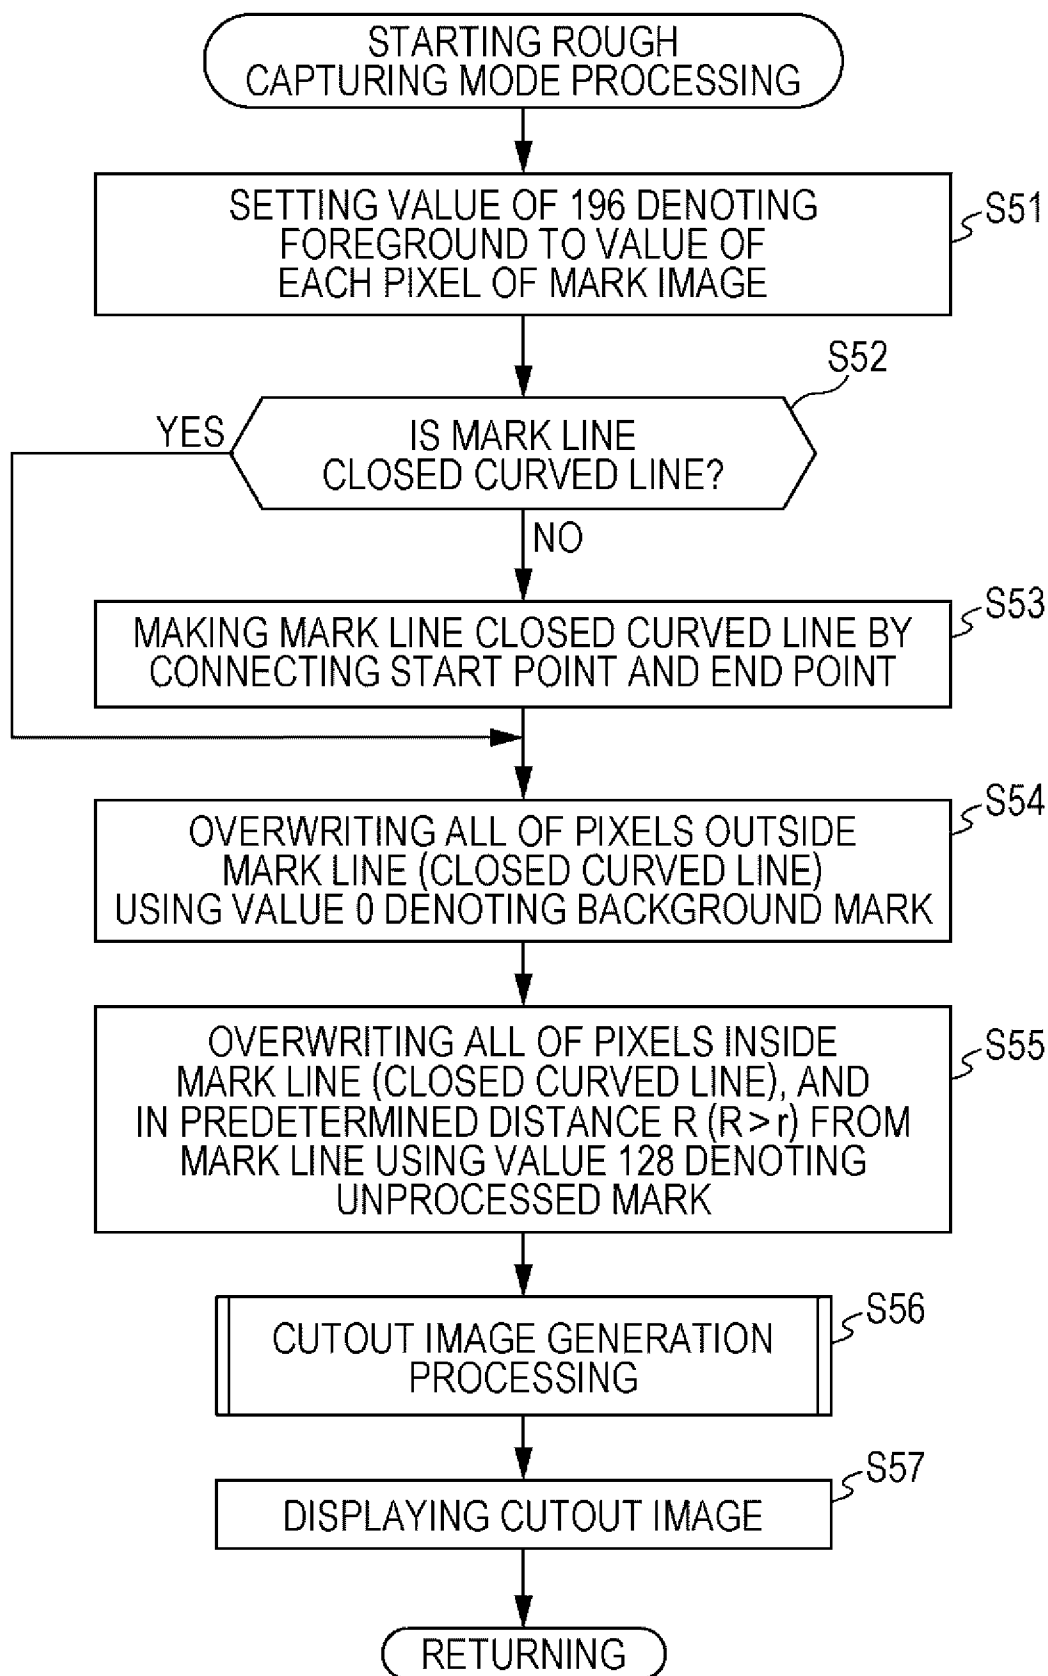 STARTING ROUGH
CAPTURING MODE PROCESSING
SETTING VALUE OF 196 DENOTING
FOREGROUND TO VALUE OF
EACH PIXEL OF MARK IMAGE
S51
S52
YES
IS MARK LINE
CLOSED CURVED LINE?
NO
S53
MAKING MARK LINE CLOSED CURVED LINE BY
CONNECTING START POINT AND END POINT
S54
OVERWRITING ALL OF PIXELS OUTSIDE
MARK LINE (CLOSED CURVED LINE)
USING VALUE 0 DENOTING BACKGROUND MARK
S55
OVERWRITING ALL OF PIXELS INSIDE
MARK LINE (CLOSED CURVED LINE), AND
IN PREDETERMINED DISTANCE R (R > r) FROM
MARK LINE USING VALUE 128 DENOTING
UNPROCESSED MARK
S56
CUTOUT IMAGE GENERATION
PROCESSING
S57
DISPLAYING CUTOUT IMAGE
RETURNING